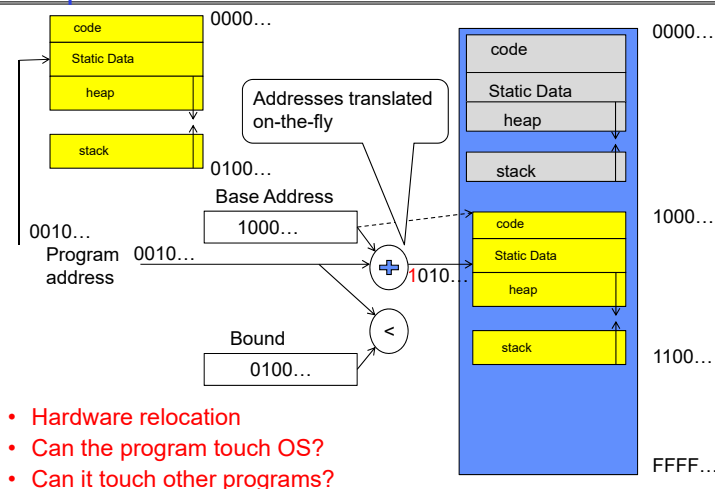 code
Static Data
heap
stack
0000…
0100…
Addresses translated
on-the-fly
Base Address
1000…
0010…
Program
address
0010…
1010…
<
Bound
0100…
code
Static Data
heap
stack
code
Static Data
heap
stack
0000…
1000…
1100…
FFFF…
• Hardware relocation
• Can the program touch OS?
• Can it touch other programs?